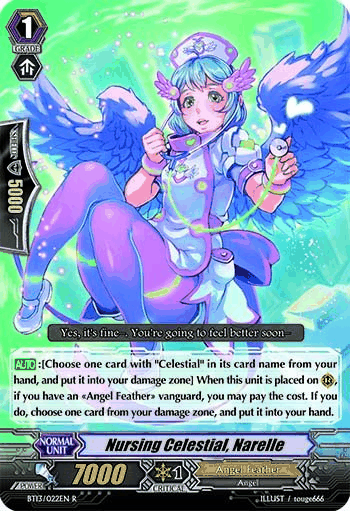 1
GRADE
SHIELD
5000
Yes, it's fine~. You're going to feel better soon~
AUTO:[Choose one card with "Celestial" in its card name from your
hand, and put it into your damage zone] When this unit is placed on Ⓡ,
if you have an «Angel Feather» vanguard, you may pay the cost. If you
do, choose one card from your damage zone, and put it into your hand.
NORMAL
UNIT
Nursing Celestial, Narelle
POWER
7000
1
CRITICAL
Angel Feather
Angel
BT13/022EN R
ILLUST / touge666